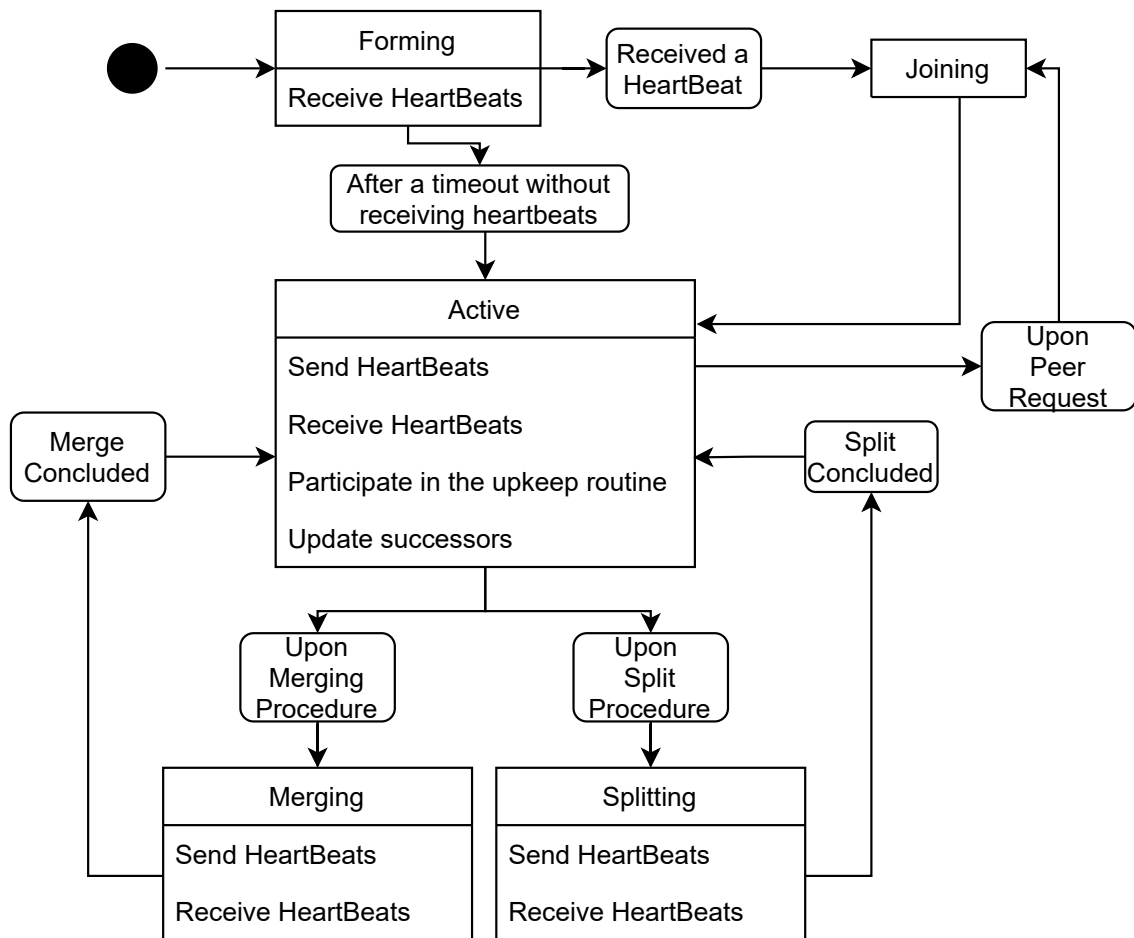 Forming
Receive HeartBeats
Received a
HeartBeat
Joining
After a timeout without
receiving heartbeats
Active
Send HeartBeats
Receive HeartBeats
Participate in the upkeep routine
Update successors
Upon
Peer
Request
Merge
Concluded
Split
Concluded
Upon
Merging
Procedure
Upon
Split
Procedure
Merging
Send HeartBeats
Receive HeartBeats
Splitting
Send HeartBeats
Receive HeartBeats